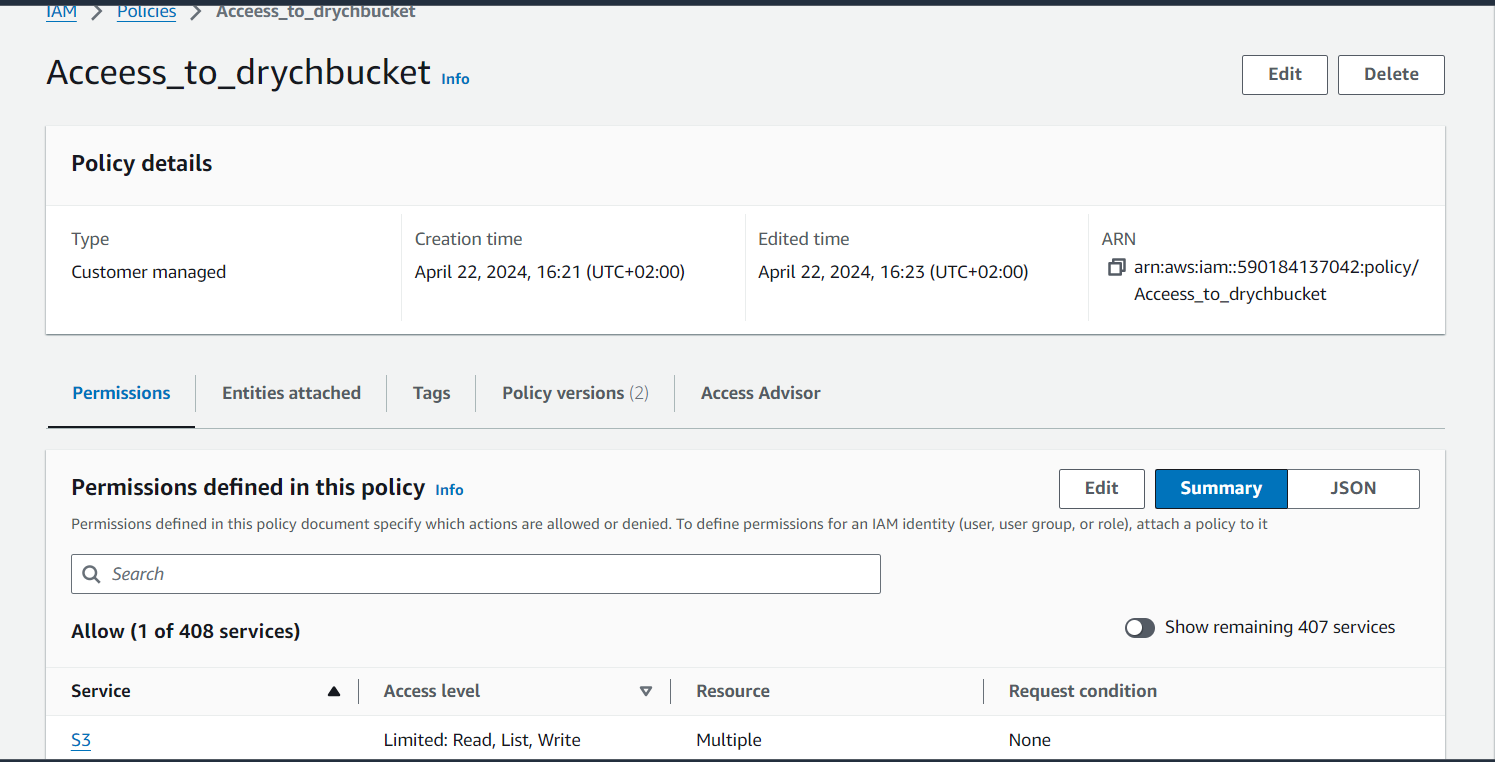 IAM > Policies > Acceess_to_drychbucket
Acceess_to_drychbucket Info
Edit Delete
Policy details
Type Creation time Edited time ARN
Customer managed April 22, 2024, 16:21 (UTC+02:00) April 22, 2024, 16:23 (UTC+02:00) arn:aws:iam::590184137042:policy/
Acceess_to_drychbucket
Permissions Entities attached Tags Policy versions (2) Access Advisor
Permissions defined in this policy Info
Edit Summary JSON
Permissions defined in this policy document specify which actions are allowed or denied. To define permissions for an IAM identity (user, user group, or role), attach a policy to it
Search
Allow (1 of 408 services) Show remaining 407 services
Service Access level Resource Request condition
S3 Limited: Read, List, Write Multiple None